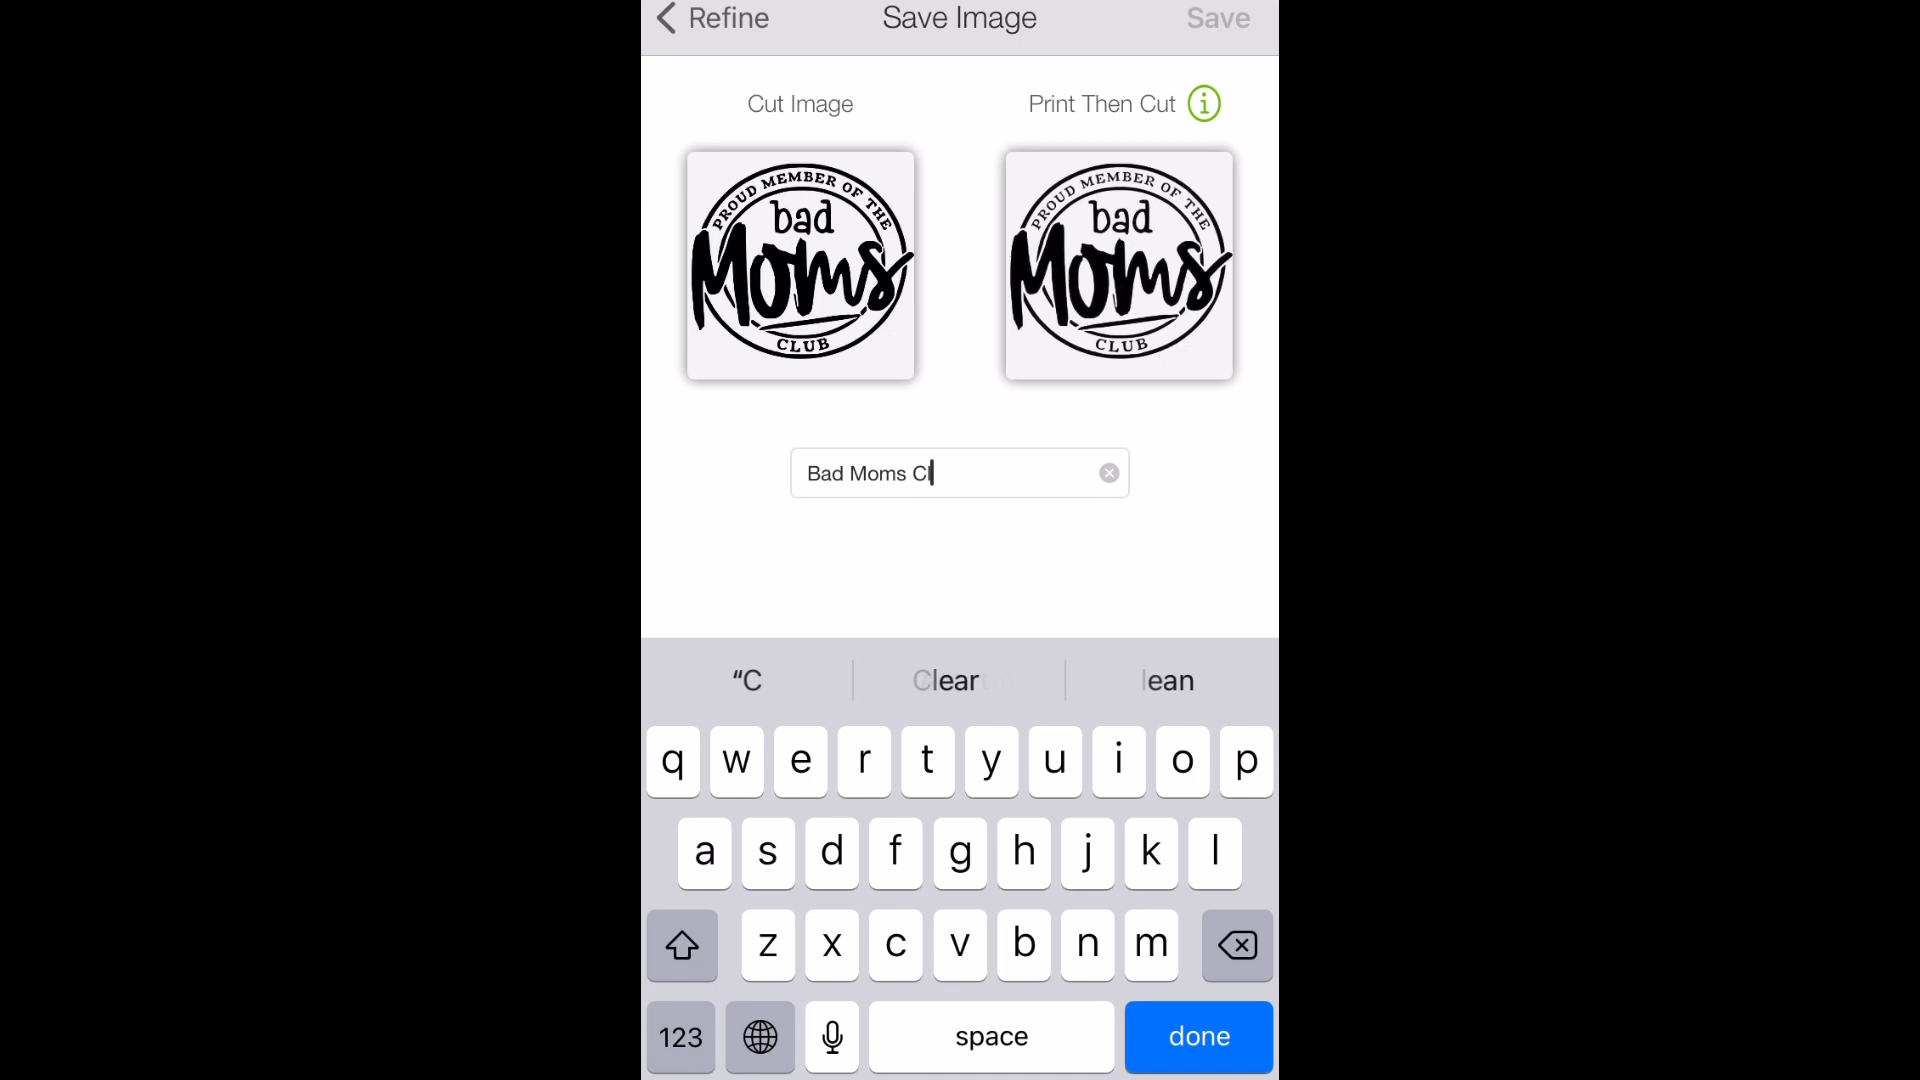 Refine Save Image Save
Cut Image Print Then Cut i
PROUD MEMBER OF THE
bad
Moms
CLUB
PROUD MEMBER OF THE
bad
Moms
CLUB
Bad Moms Cl
“C Clear lean
q w e r t y u i o p
a s d f g h j k l
z x c v b n m
123 space done